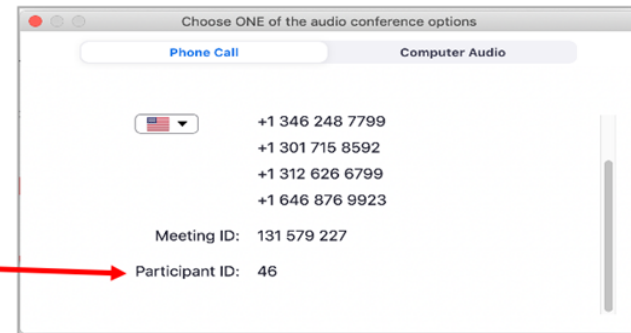 Choose ONE of the audio conference options
Phone Call Computer Audio
+1 346 248 7799
+1 301 715 8592
+1 312 626 6799
+1 646 876 9923
Meeting ID: 131 579 227
Participant ID: 46